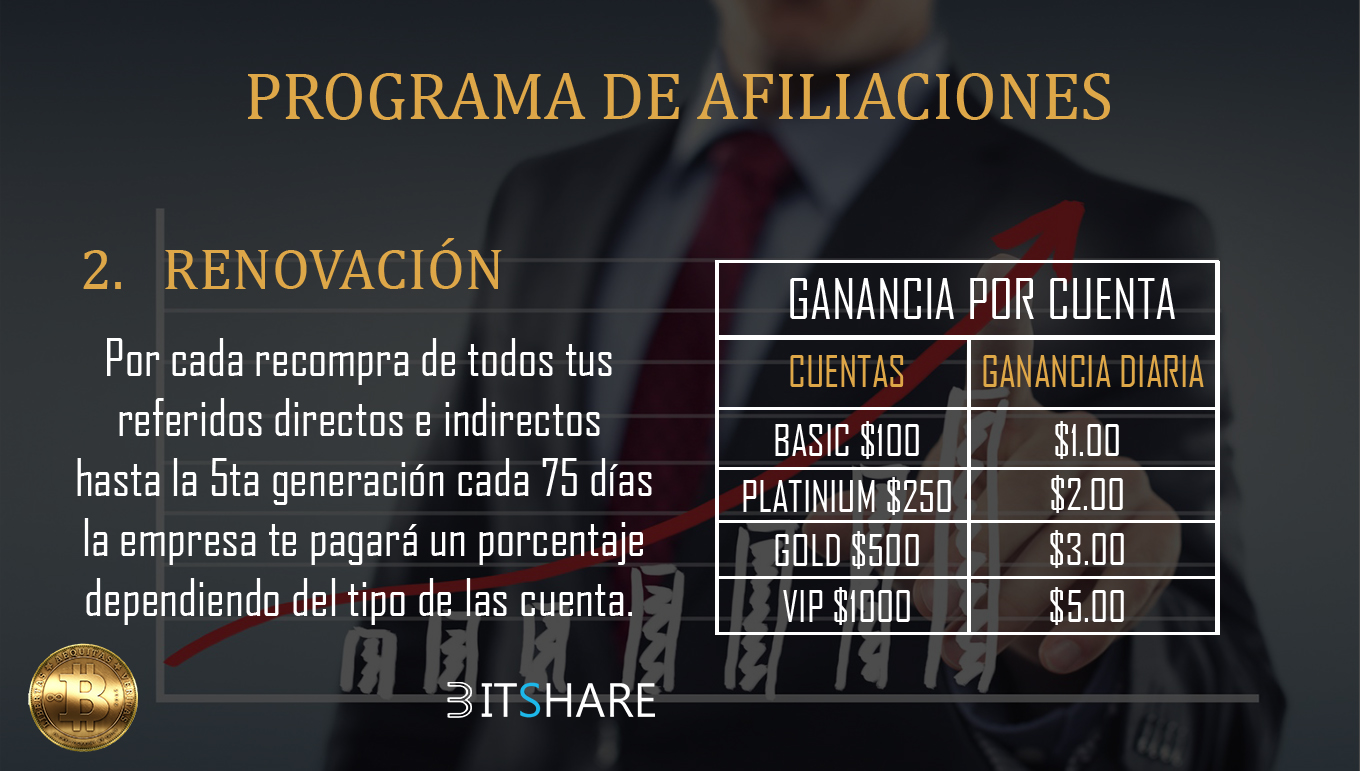 PROGRAMA DE AFILIACIONES
2. RENOVACIÓN
Por cada recompra de todos tus
referidos directos e indirectos
hasta la 5ta generación cada 75 días
la empresa te pagará un porcentaje
dependiendo del tipo de las cuenta.
GANANCIA POR CUENTA
CUENTAS GANANCIA DIARIA
BASIC $100 $1.00
PLATINIUM $250 $2.00
GOLD $500 $3.00
VIP $1000 $5.00
BITSHARE